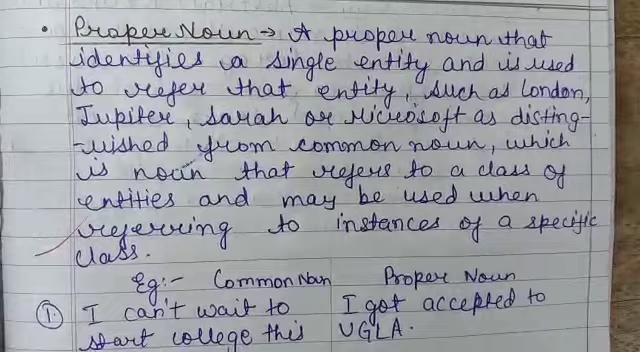 • Proper Noun → A proper noun that
identifies a single entity and is used
to refer that entity, such as London,
Jupiter, Sarah or Microsoft as disting-
-uished from common noun, which
is noun that refers to a class of
entities and may be used when
referring to instances of a specific
class.
Eg:- Common Noun Proper Noun
① I can't wait to I got accepted to
start college this UGLA.